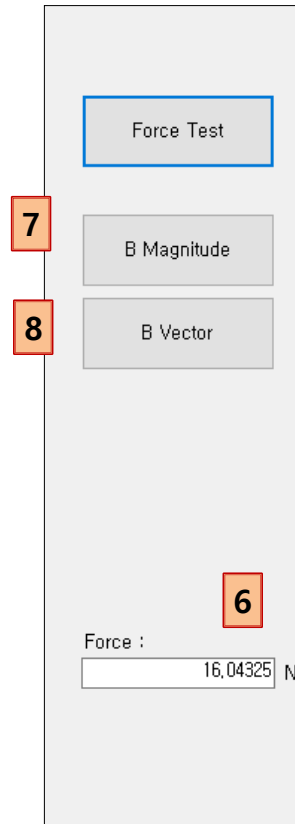 Force Test
7
B Magnitude
8
B Vector
6
Force :
16,04325 N